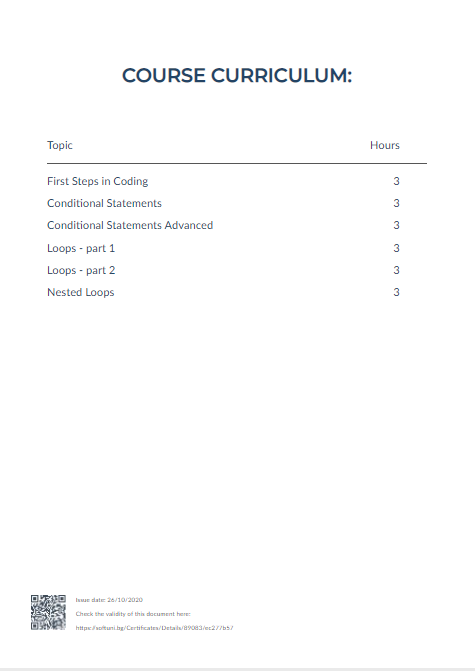 COURSE CURRICULUM:
Topic Hours
First Steps in Coding 3
Conditional Statements 3
Conditional Statements Advanced 3
Loops - part 1 3
Loops - part 2 3
Nested Loops 3
Issue date: 26/10/2020
Check the validity of this document here:
https://softuni.bg/Certificates/Details/89083/ec277b57